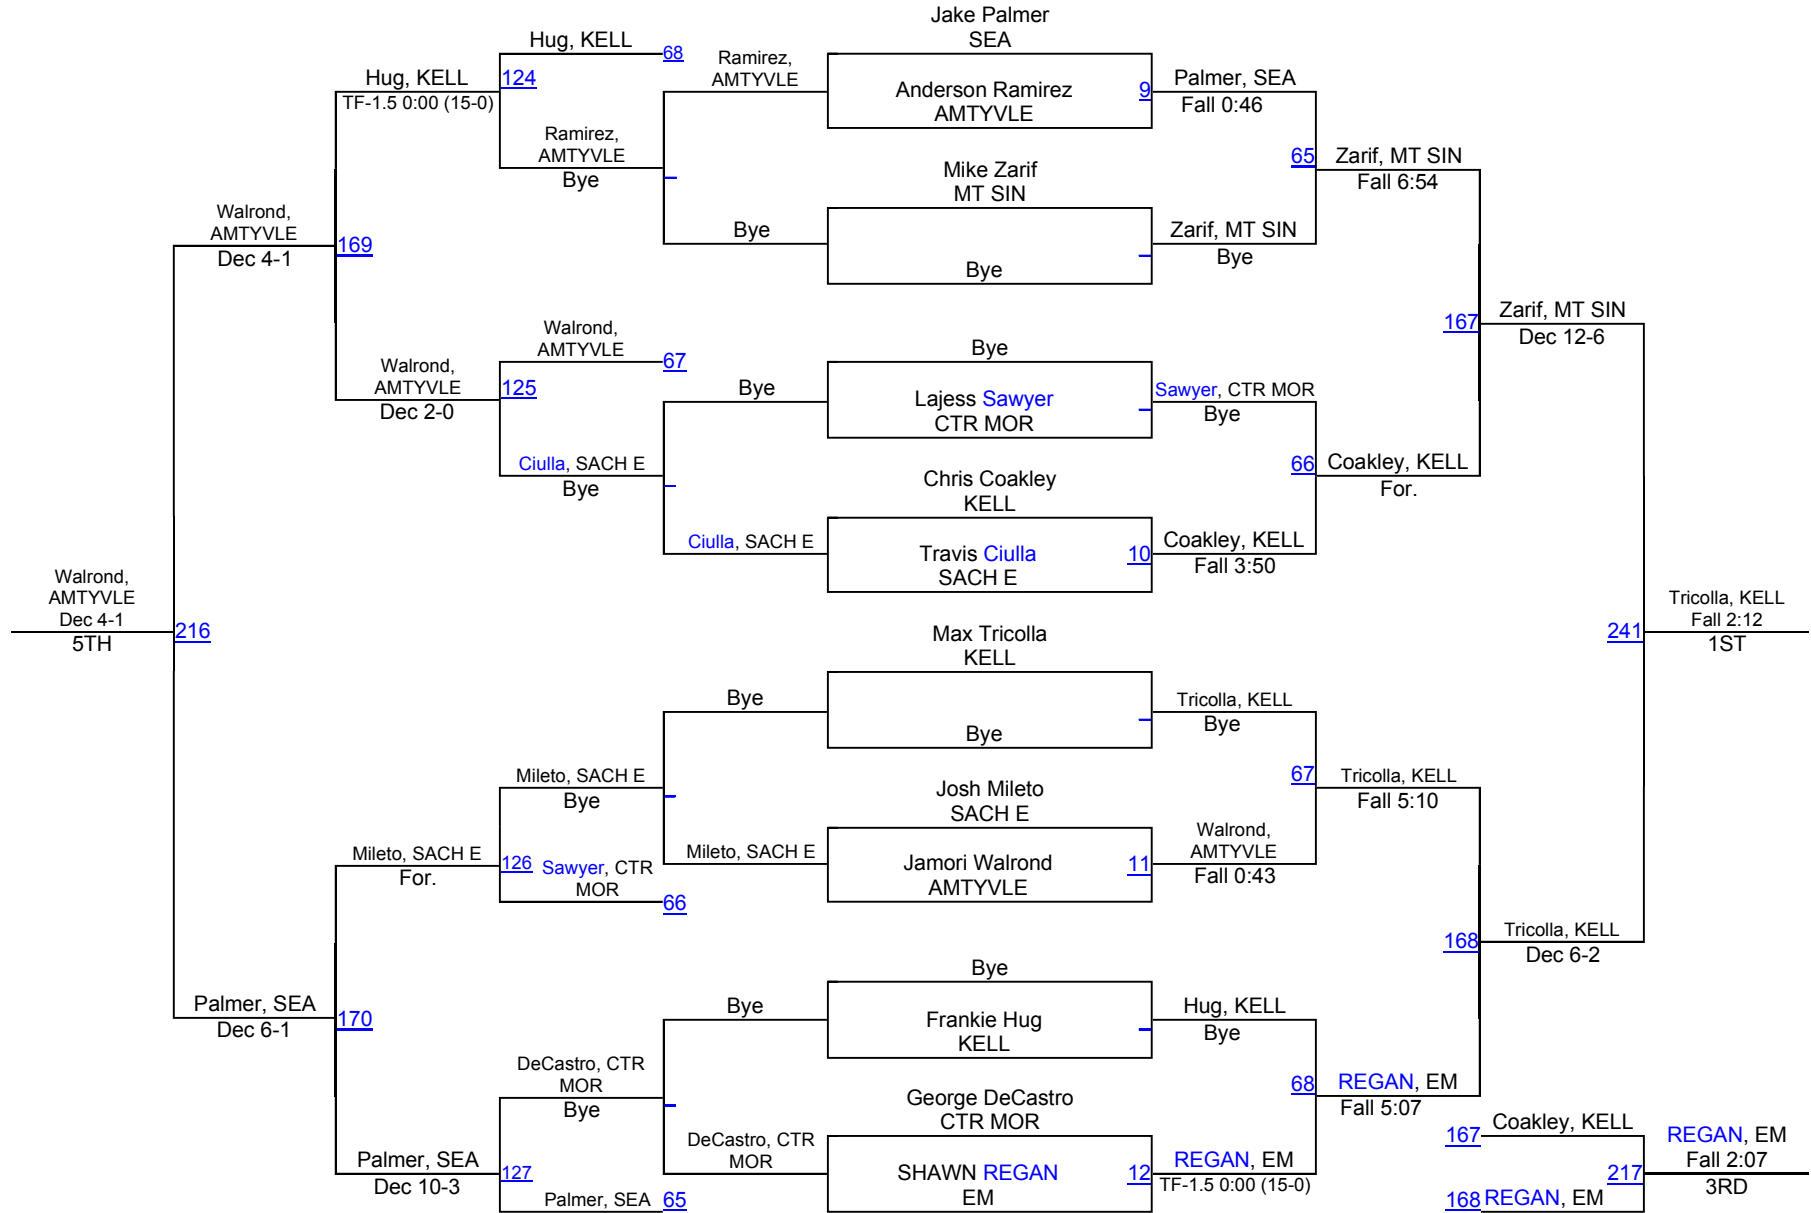 Jake Palmer
SEA
Hug, KELL
68
Ramirez,
AMTYVLE
Hug, KELL
124
TF-1.5 0:00 (15-0)
Anderson Ramirez
AMTYVLE
9
Palmer, SEA
Fall 0:46
Ramirez,
AMTYVLE
Bye
65
Zarif, MT SIN
Fall 6:54
Mike Zarif
MT SIN
Walrond,
AMTYVLE
Dec 4-1
169
Bye
Bye
Zarif, MT SIN
Bye
167
Zarif, MT SIN
Dec 12-6
Walrond,
AMTYVLE
67
Walrond,
AMTYVLE
Dec 2-0
125
Bye
Bye
Lajess Sawyer
CTR MOR
Sawyer, CTR MOR
Bye
Ciulla, SACH E
Bye
66
Coakley, KELL
For.
Chris Coakley
KELL
Ciulla, SACH E
Travis Ciulla
SACH E
10
Coakley, KELL
Fall 3:50
Walrond,
AMTYVLE
Dec 4-1
5TH
216
241
Tricolla, KELL
Fall 2:12
1ST
Max Tricolla
KELL
Bye
Bye
Tricolla, KELL
Bye
Mileto, SACH E
Bye
67
Tricolla, KELL
Fall 5:10
Josh Mileto
SACH E
Mileto, SACH E
For.
126
Sawyer, CTR
MOR
66
Mileto, SACH E
Jamori Walrond
AMTYVLE
11
Walrond,
AMTYVLE
Fall 0:43
168
Tricolla, KELL
Dec 6-2
Palmer, SEA
Dec 6-1
170
Bye
Bye
Frankie Hug
KELL
Hug, KELL
Bye
DeCastro, CTR
MOR
Bye
68
REGAN, EM
Fall 5:07
George DeCastro
CTR MOR
Palmer, SEA
Dec 10-3
127
DeCastro, CTR
MOR
SHAWN REGAN
EM
12
REGAN, EM
TF-1.5 0:00 (15-0)
167
Coakley, KELL
217
REGAN, EM
Fall 2:07
3RD
Palmer, SEA
65
168
REGAN, EM